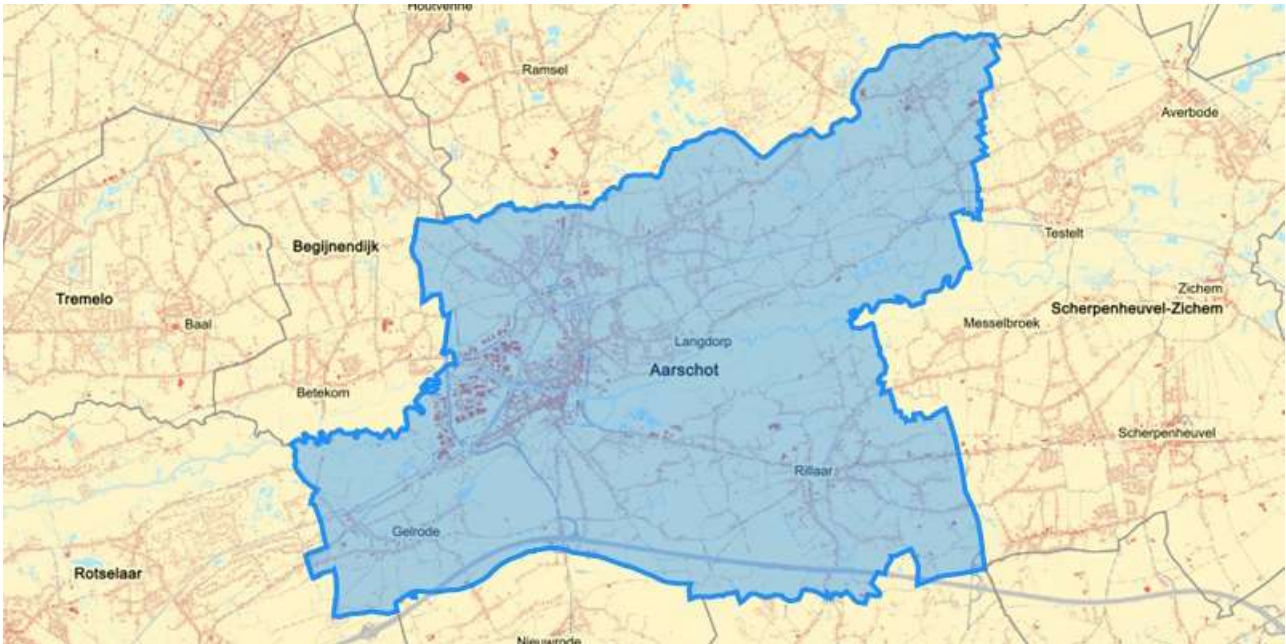 Houtvenne
Ramsel
Averbode
Testelt
Begijnendijk
Zichem
Tremelo
Scherpenheuvel-Zichem
Baal
Messelbroek
Langdorp
Aarschot
Betekom
Scherpenheuvel
Rillaar
Gelrode
Rotselaar
Nieuwrode